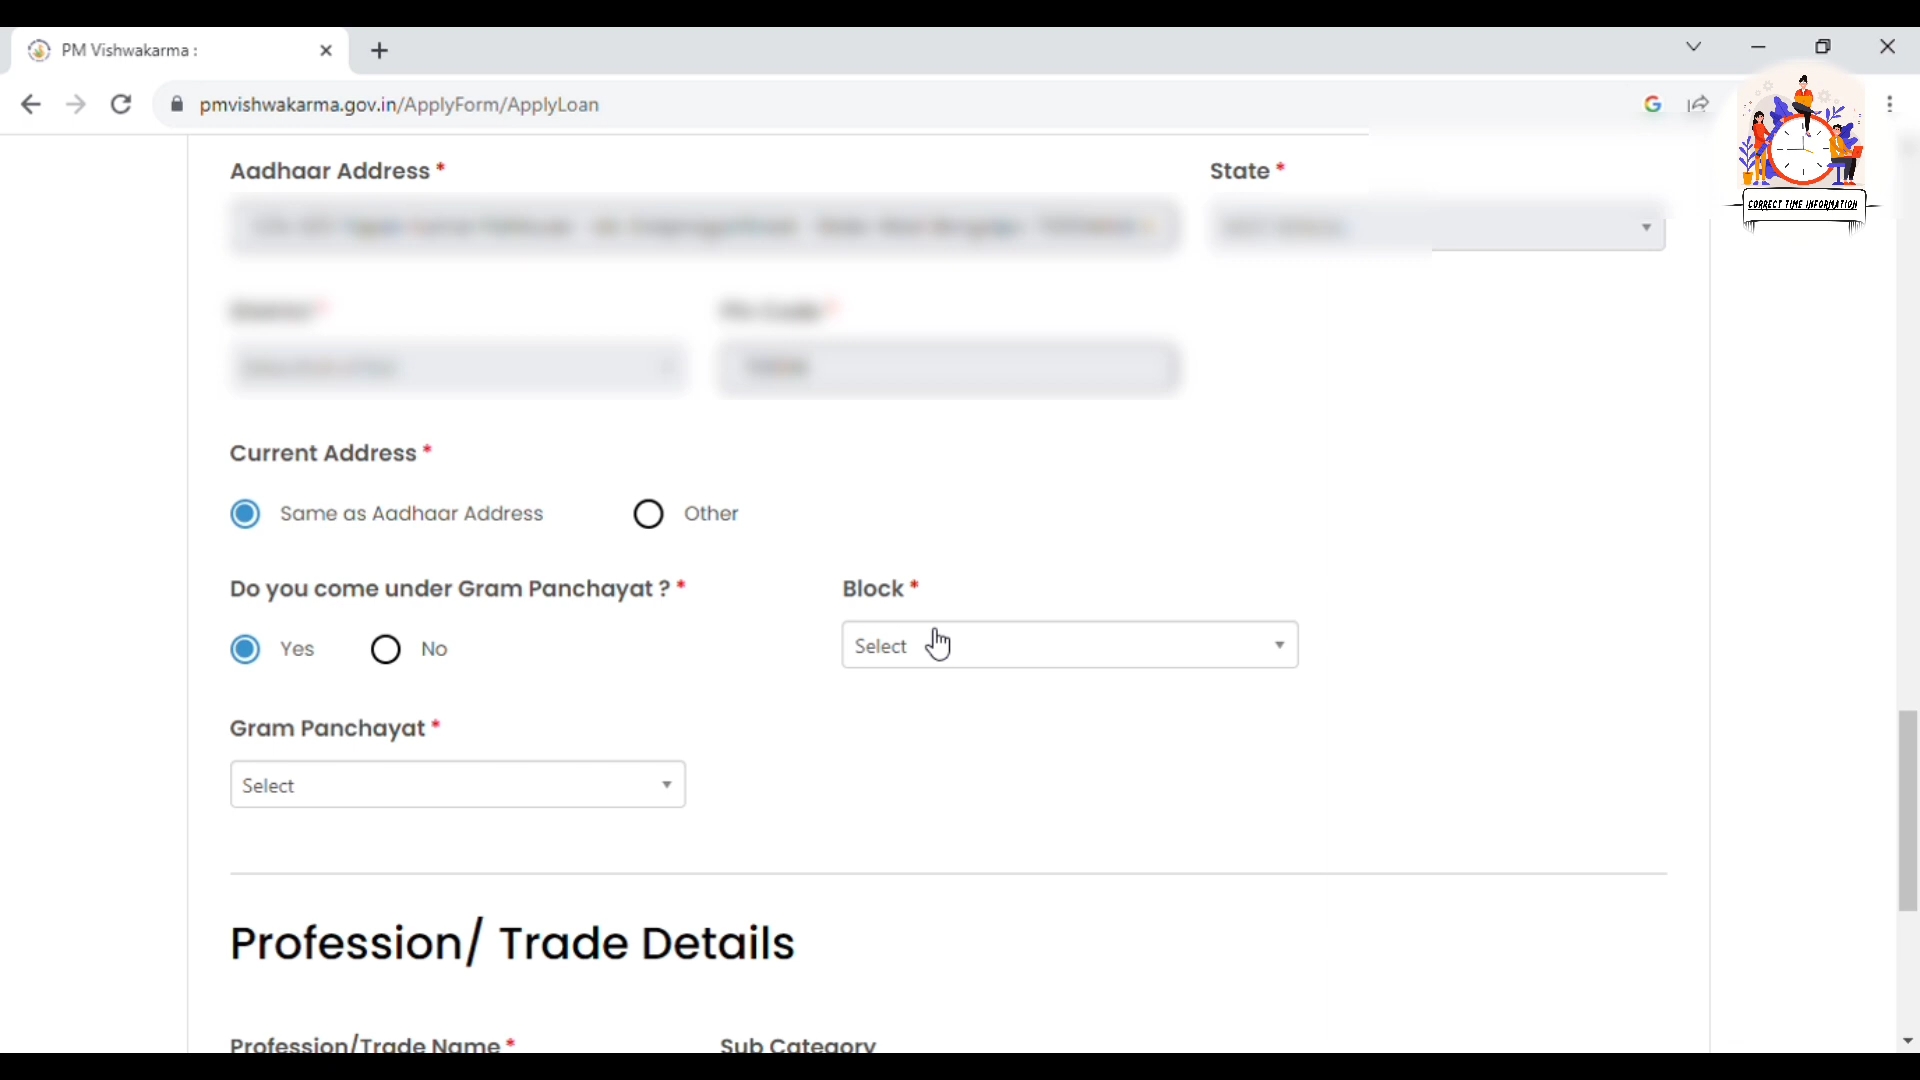 PM Vishwakarma :
pmvishwakarma.gov.in/ApplyForm/ApplyLoan
CORRECT TIME INFORMATION
Aadhaar Address *
State *
Current Address *
Same as Aadhaar Address
Other
Do you come under Gram Panchayat ? *
Block *
Yes
No
Select
Gram Panchayat *
Select
Profession/ Trade Details
Profession/Trade Name *
Sub Category